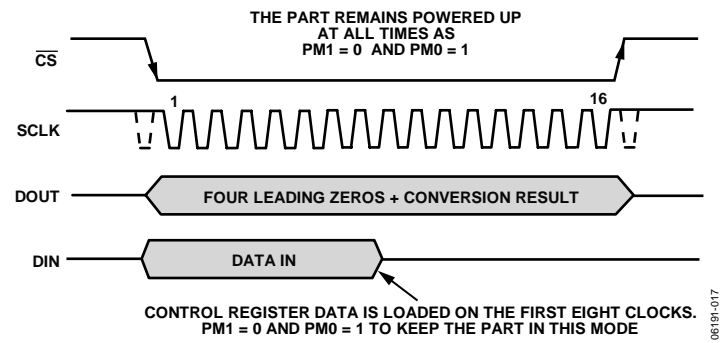 THE PART REMAINS POWERED UP
AT ALL TIMES AS
PM1 = 0 AND PM0 = 1
CS
1
16
SCLK
DOUT
FOUR LEADING ZEROS + CONVERSION RESULT
DIN
DATA IN
CONTROL REGISTER DATA IS LOADED ON THE FIRST EIGHT CLOCKS.
PM1 = 0 AND PM0 = 1 TO KEEP THE PART IN THIS MODE
06191-017